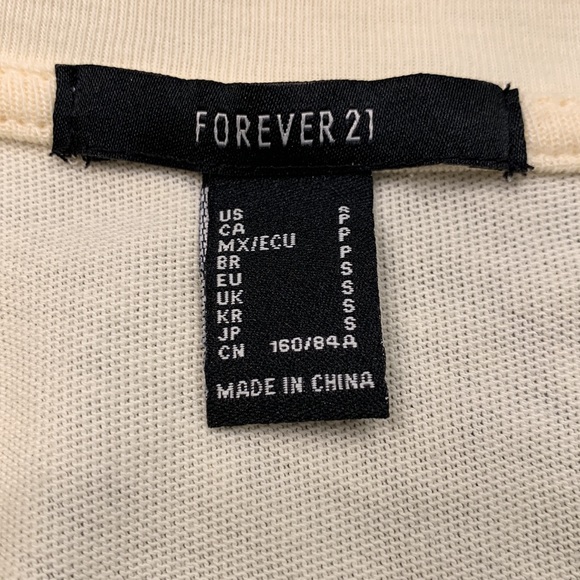 FOREVER 21
US S
CA P
MX/ECU P
BR P
EU S
UK S
KR S
JP S
CN 160/84A
MADE IN CHINA